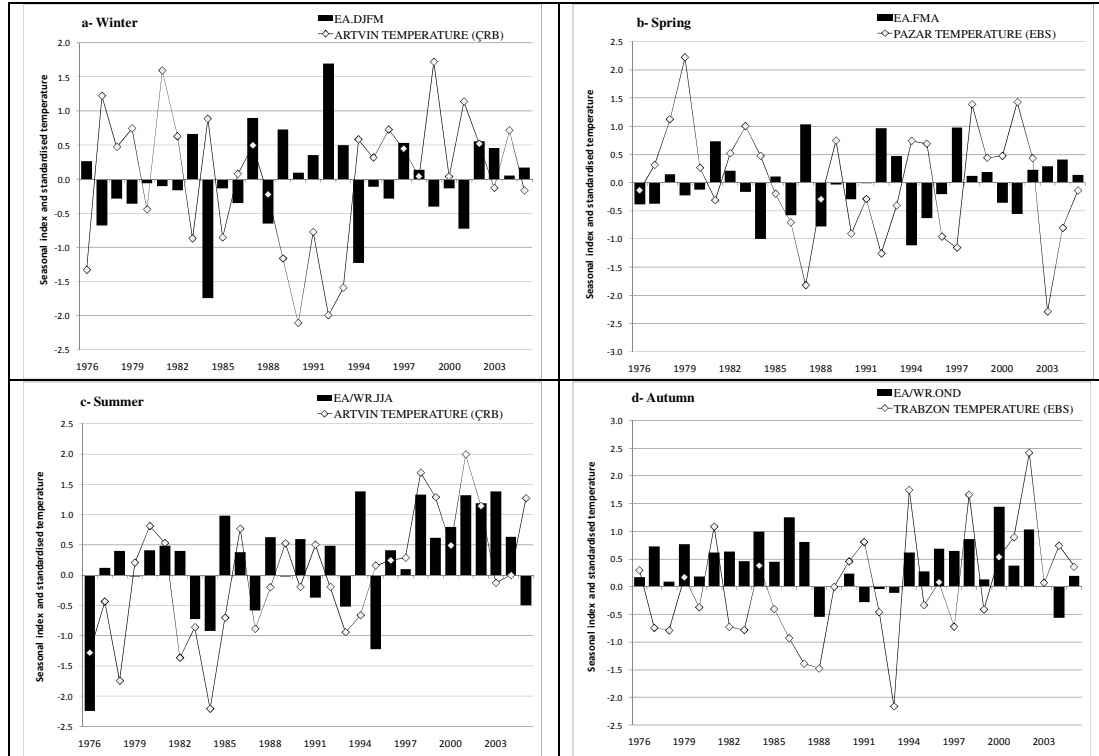 a- Winter
EA.DJFM
ARTVIN TEMPERATURE (ÇRB)
Seasonal index and standardised temperature
2.0
1.5
1.0
0.5
0.0
-0.5
-1.0
-1.5
-2.0
-2.5
1976 1979 1982 1985 1988 1991 1994 1997 2000 2003
b- Spring
EA.FMA
PAZAR TEMPERATURE (EBS)
Seasonal index and standardised temperature
2.5
2.0
1.5
1.0
0.5
0.0
-0.5
-1.0
-1.5
-2.0
-2.5
-3.0
1976 1979 1982 1985 1988 1991 1994 1997 2000 2003
c- Summer
EA/WR.JJA
ARTVIN TEMPERATURE (ÇRB)
Seasonal index and standardised temperature
2.5
2.0
1.5
1.0
0.5
0.0
-0.5
-1.0
-1.5
-2.0
-2.5
1976 1979 1982 1985 1988 1991 1994 1997 2000 2003
d- Autumn
EA/WR.OND
TRABZON TEMPERATURE (EBS)
Seasonal index and standardised temperature
3.0
2.5
2.0
1.5
1.0
0.5
0.0
-0.5
-1.0
-1.5
-2.0
-2.5
1976 1979 1982 1985 1988 1991 1994 1997 2000 2003